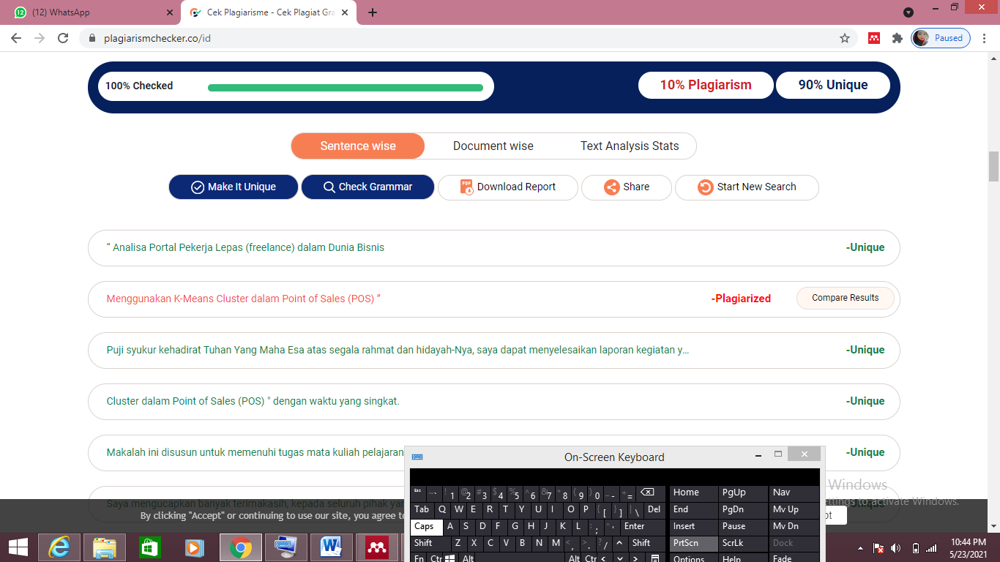 (12) WhatsApp
Cek Plagiarisme - Cek Plagiat Gra
plagiarismchecker.co/id
Paused
100% Checked
10% Plagiarism
90% Unique
Sentence wise
Document wise
Text Analysis Stats
Make It Unique
Check Grammar
Download Report
Share
Start New Search
“ Analisa Portal Pekerja Lepas (freelance) dalam Dunia Bisnis
-Unique
Menggunakan K-Means Cluster dalam Point of Sales (POS) ”
-Plagiarized
Compare Results
Puji syukur kehadirat Tuhan Yang Maha Esa atas segala rahmat dan hidayah-Nya, saya dapat menyelesaikan laporan kegiatan y...
-Unique
Cluster dalam Point of Sales (POS) " dengan waktu yang singkat.
-Unique
Makalah ini disusun untuk memenuhi tugas mata kuliah pelajaran
-Unique
Saya mengucapkan banyak terimakasih, kepada seluruh pihak yan
By clicking "Accept" or continuing to use our site, you agree to
Windows
ettings to activate Windows.
pt
On-Screen Keyboard
Esc ~ ` ! 1 @ 2 # 3 $ 4 % 5 ^ 6 & 7 * 8 ( 9 ) 0 _ - + = Home PgUp Nav
Tab Q W E R T Y U I O P { [ } ] | \ Del End PgDn Mv Up
Caps A S D F G H J K L : ; " ' Enter Insert Pause Mv Dn
Shift Z X C V B N M < , > . ? / Shift PrtScn ScrLk Dock
Fn Ctr Alt Alt Ctr Options Help Fade
10:44 PM
5/23/2021